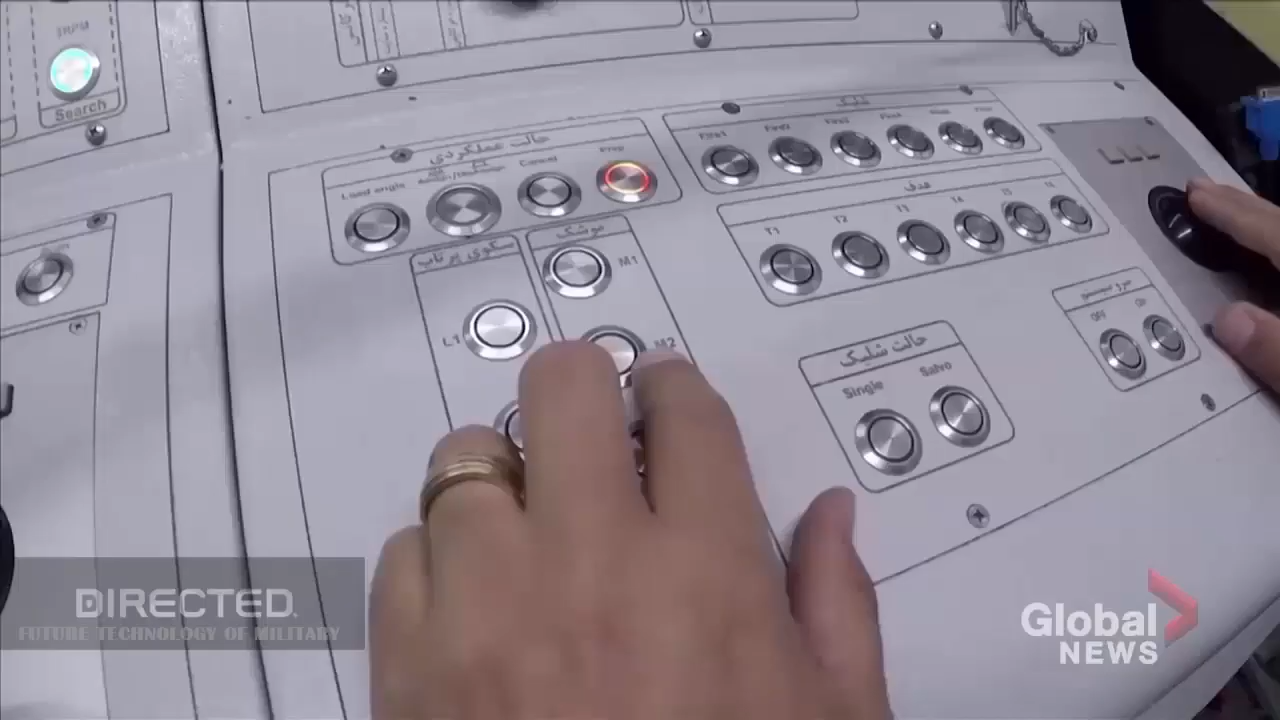 Search
حالت عملکردی
Load angle
Cancel
Prep
شلیک
Fire1
Fire2
Fire3
هدف
T1
T2
T3
T4
T5
T6
سکوی پرتاب
موشک
M1
L1
M2
حالت شلیک
Single
Salvo
OFF
ON
DIRECTED
FUTURE TECHNOLOGY OF MILITARY
Global
NEWS